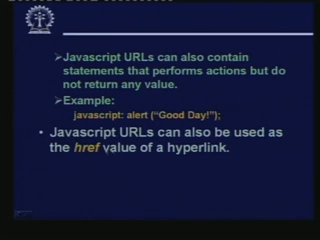 ➢Javascript URLs can also contain
statements that performs actions but do
not return any value.
➢Example:
javascript: alert (“Good Day!”);
• Javascript URLs can also be used as
the href value of a hyperlink.